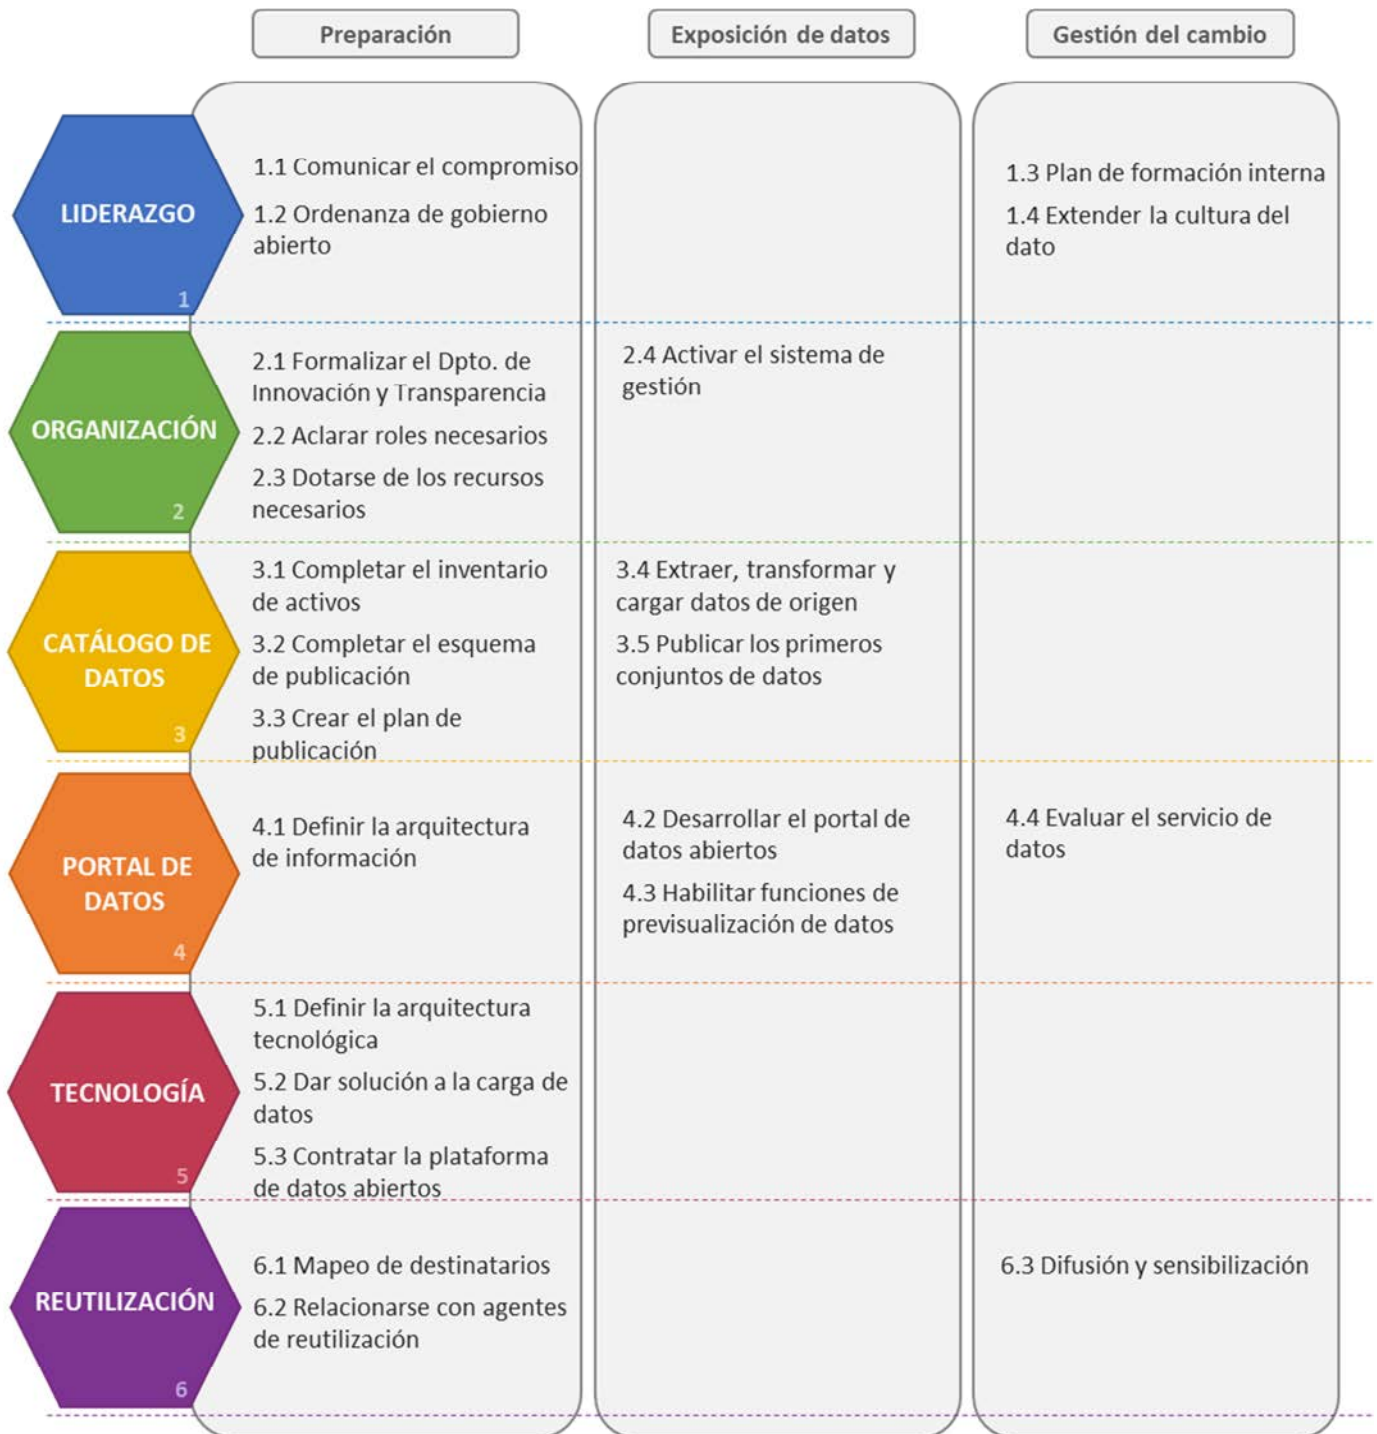 Preparación
Exposición de datos
Gestión del cambio
LIDERAZGO
1
1.1 Comunicar el compromiso
1.2 Ordenanza de gobierno
abierto
1.3 Plan de formación interna
1.4 Extender la cultura del
dato
ORGANIZACIÓN
2
2.1 Formalizar el Dpto. de
Innovación y Transparencia
2.2 Aclarar roles necesarios
2.3 Dotarse de los recursos
necesarios
2.4 Activar el sistema de
gestión
CATÁLOGO DE
DATOS
3
3.1 Completar el inventario
de activos
3.2 Completar el esquema
de publicación
3.3 Crear el plan de
publicación
3.4 Extraer, transformar y
cargar datos de origen
3.5 Publicar los primeros
conjuntos de datos
PORTAL DE
DATOS
4
4.1 Definir la arquitectura
de información
4.2 Desarrollar el portal de
datos abiertos
4.3 Habilitar funciones de
previsualización de datos
4.4 Evaluar el servicio de
datos
TECNOLOGÍA
5
5.1 Definir la arquitectura
tecnológica
5.2 Dar solución a la carga de
datos
5.3 Contratar la plataforma
de datos abiertos
REUTILIZACIÓN
6
6.1 Mapeo de destinatarios
6.2 Relacionarse con agentes
de reutilización
6.3 Difusión y sensibilización